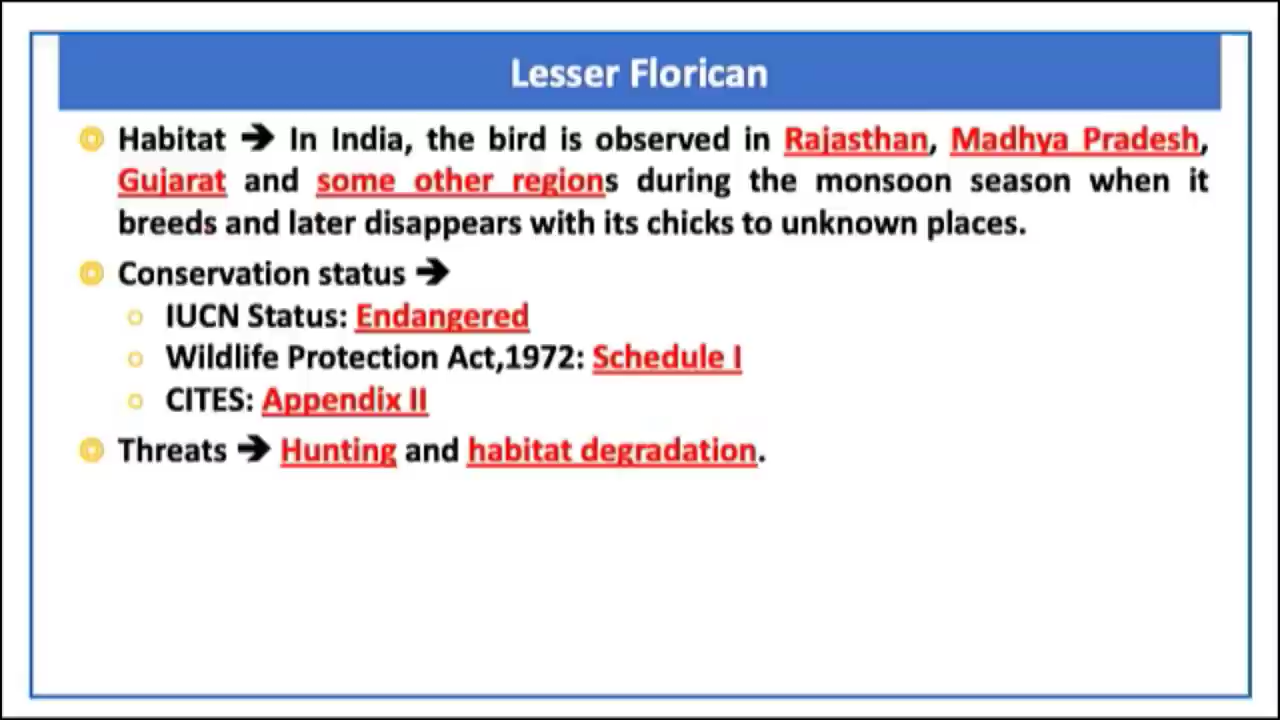 Lesser Florican
Habitat ➔ In India, the bird is observed in Rajasthan, Madhya Pradesh,
Gujarat and some other regions during the monsoon season when it
breeds and later disappears with its chicks to unknown places.
Conservation status ➔
IUCN Status: Endangered
Wildlife Protection Act,1972: Schedule I
CITES: Appendix II
Threats ➔ Hunting and habitat degradation.